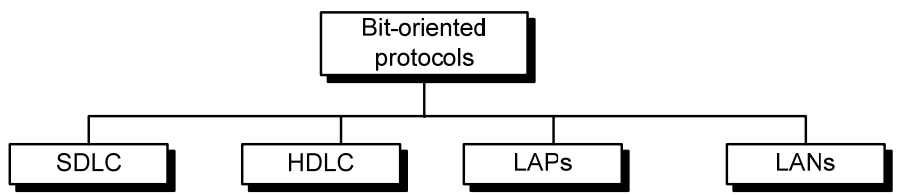 Bit-oriented
protocols
SDLC
HDLC
LAPs
LANs